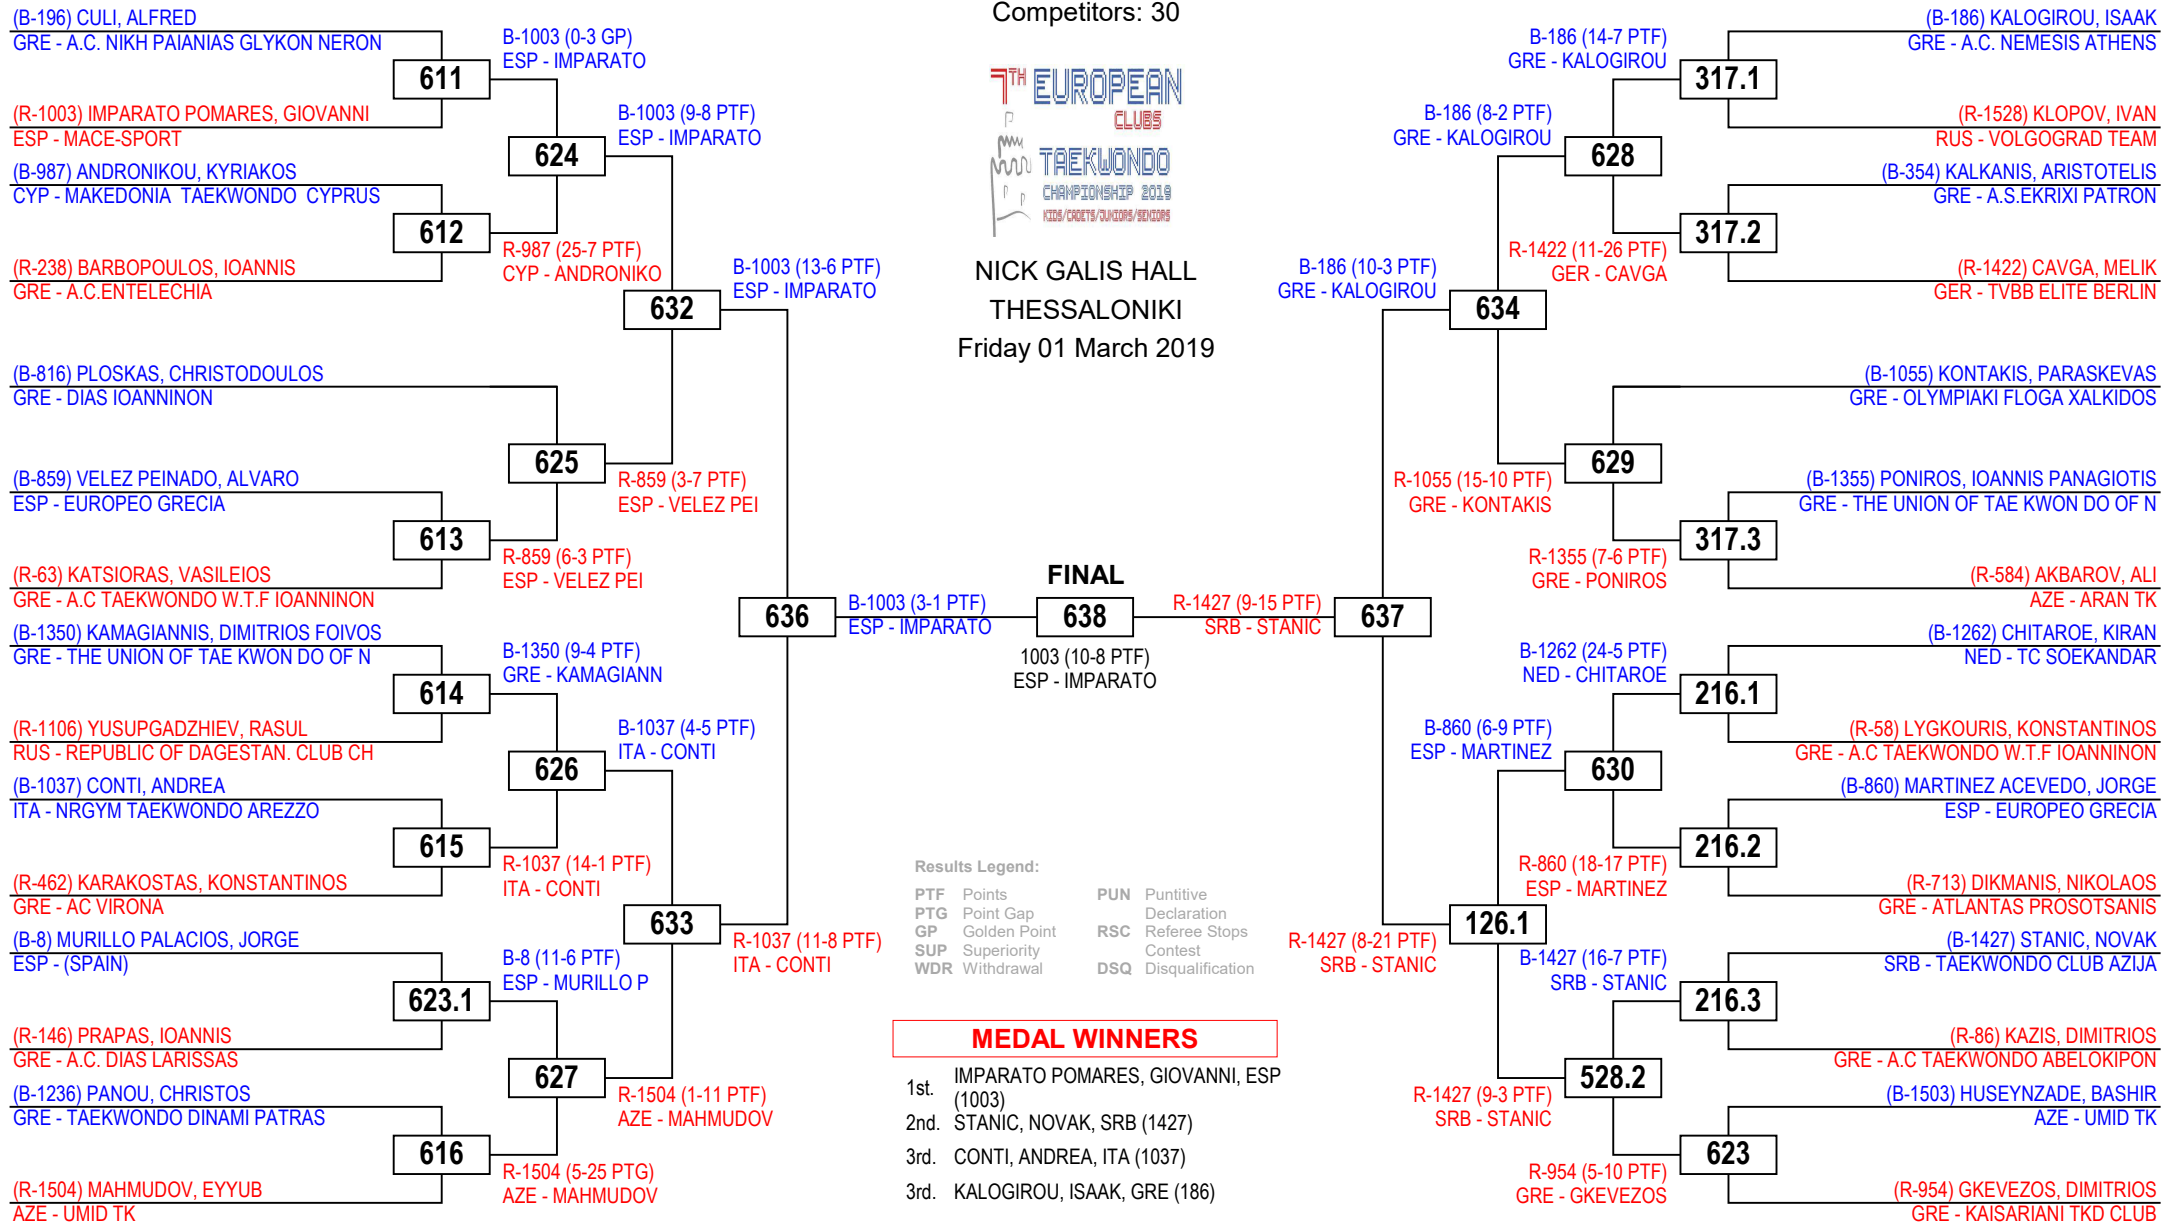 Competitors: 30
7TH EUROPEAN
CLUBS
TAEKWONDO
CHAMPIONSHIP 2019
KIDS/CADETS/JUNIORS/SENIORS
NICK GALIS HALL
THESSALONIKI
Friday 01 March 2019
(B-196) CULI, ALFRED
GRE - A.C. NIKH PAIANIAS GLYKON NERON
611
(R-1003) IMPARATO POMARES, GIOVANNI
ESP - MACE-SPORT
(B-987) ANDRONIKOU, KYRIAKOS
CYP - MAKEDONIA TAEKWONDO CYPRUS
612
(R-238) BARBOPOULOS, IOANNIS
GRE - A.C.ENTELECHIA
(B-816) PLOSKAS, CHRISTODOULOS
GRE - DIAS IOANNINON
(B-859) VELEZ PEINADO, ALVARO
ESP - EUROPEO GRECIA
613
(R-63) KATSIORAS, VASILEIOS
GRE - A.C TAEKWONDO W.T.F IOANNINON
(B-1350) KAMAGIANNIS, DIMITRIOS FOIVOS
GRE - THE UNION OF TAE KWON DO OF N
614
(R-1106) YUSUPGADZHIEV, RASUL
RUS - REPUBLIC OF DAGESTAN. CLUB CH
(B-1037) CONTI, ANDREA
ITA - NRGYM TAEKWONDO AREZZO
615
(R-462) KARAKOSTAS, KONSTANTINOS
GRE - AC VIRONA
(B-8) MURILLO PALACIOS, JORGE
ESP - (SPAIN)
623.1
(R-146) PRAPAS, IOANNIS
GRE - A.C. DIAS LARISSAS
(B-1236) PANOU, CHRISTOS
GRE - TAEKWONDO DINAMI PATRAS
616
(R-1504) MAHMUDOV, EYYUB
AZE - UMID TK
B-1003 (0-3 GP)
ESP - IMPARATO
624
R-987 (25-7 PTF)
CYP - ANDRONIKO
625
R-859 (6-3 PTF)
ESP - VELEZ PEI
B-1350 (9-4 PTF)
GRE - KAMAGIANN
626
R-1037 (14-1 PTF)
ITA - CONTI
B-8 (11-6 PTF)
ESP - MURILLO P
627
R-1504 (5-25 PTG)
AZE - MAHMUDOV
B-1003 (9-8 PTF)
ESP - IMPARATO
632
R-859 (3-7 PTF)
ESP - VELEZ PEI
B-1037 (4-5 PTF)
ITA - CONTI
633
R-1504 (1-11 PTF)
AZE - MAHMUDOV
B-1003 (13-6 PTF)
ESP - IMPARATO
636
R-1037 (11-8 PTF)
ITA - CONTI
B-1003 (3-1 PTF)
ESP - IMPARATO
FINAL
638
1003 (10-8 PTF)
ESP - IMPARATO
R-1427 (9-15 PTF)
SRB - STANIC
637
B-186 (10-3 PTF)
GRE - KALOGIROU
R-1427 (8-21 PTF)
SRB - STANIC
B-186 (8-2 PTF)
GRE - KALOGIROU
634
R-1055 (15-10 PTF)
GRE - KONTAKIS
B-860 (6-9 PTF)
ESP - MARTINEZ
126.1
R-1427 (9-3 PTF)
SRB - STANIC
B-186 (14-7 PTF)
GRE - KALOGIROU
628
R-1422 (11-26 PTF)
GER - CAVGA
629
R-1355 (7-6 PTF)
GRE - PONIROS
B-1262 (24-5 PTF)
NED - CHITAROE
630
R-860 (18-17 PTF)
ESP - MARTINEZ
B-1427 (16-7 PTF)
SRB - STANIC
528.2
R-954 (5-10 PTF)
GRE - GKEVEZOS
(B-186) KALOGIROU, ISAAK
GRE - A.C. NEMESIS ATHENS
317.1
(R-1528) KLOPOV, IVAN
RUS - VOLGOGRAD TEAM
(B-354) KALKANIS, ARISTOTELIS
GRE - A.S.EKRIXI PATRON
317.2
(R-1422) CAVGA, MELIK
GER - TVBB ELITE BERLIN
(B-1055) KONTAKIS, PARASKEVAS
GRE - OLYMPIAKI FLOGA XALKIDOS
(B-1355) PONIROS, IOANNIS PANAGIOTIS
GRE - THE UNION OF TAE KWON DO OF N
317.3
(R-584) AKBAROV, ALI
AZE - ARAN TK
(B-1262) CHITAROE, KIRAN
NED - TC SOEKANDAR
216.1
(R-58) LYGKOURIS, KONSTANTINOS
GRE - A.C TAEKWONDO W.T.F IOANNINON
(B-860) MARTINEZ ACEVEDO, JORGE
ESP - EUROPEO GRECIA
216.2
(R-713) DIKMANIS, NIKOLAOS
GRE - ATLANTAS PROSOTSANIS
(B-1427) STANIC, NOVAK
SRB - TAEKWONDO CLUB AZIJA
216.3
(R-86) KAZIS, DIMITRIOS
GRE - A.C TAEKWONDO ABELOKIPON
(B-1503) HUSEYNZADE, BASHIR
AZE - UMID TK
623
(R-954) GKEVEZOS, DIMITRIOS
GRE - KAISARIANI TKD CLUB
Results Legend:
PTF Points
PTG Point Gap
GP Golden Point
SUP Superiority
WDR Withdrawal
PUN Puntitive
Declaration
RSC Referee Stops
Contest
DSQ Disqualification
MEDAL WINNERS
1st. IMPARATO POMARES, GIOVANNI, ESP
(1003)
2nd. STANIC, NOVAK, SRB (1427)
3rd. CONTI, ANDREA, ITA (1037)
3rd. KALOGIROU, ISAAK, GRE (186)